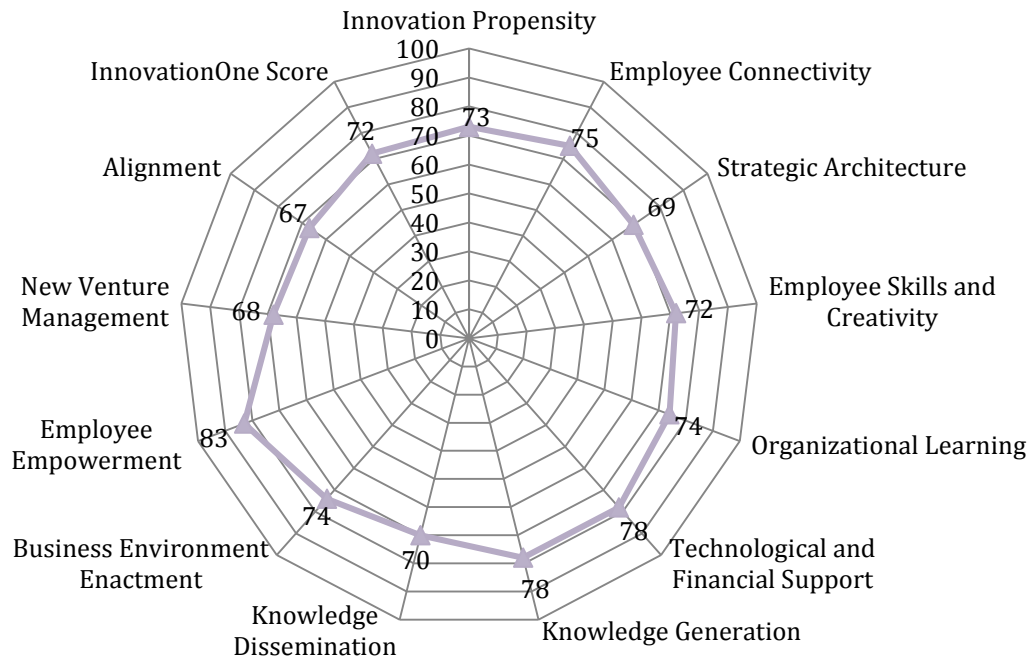 Innovation Propensity
100
90
80
70
60
50
40
30
20
10
0
73
Employee Connectivity
75
Strategic Architecture
69
Employee Skills and
Creativity
72
Organizational Learning
74
Technological and
Financial Support
78
Knowledge Generation
78
Knowledge
Dissemination
70
Business Environment
Enactment
74
Employee
Empowerment
83
New Venture
Management
68
Alignment
67
InnovationOne Score
72